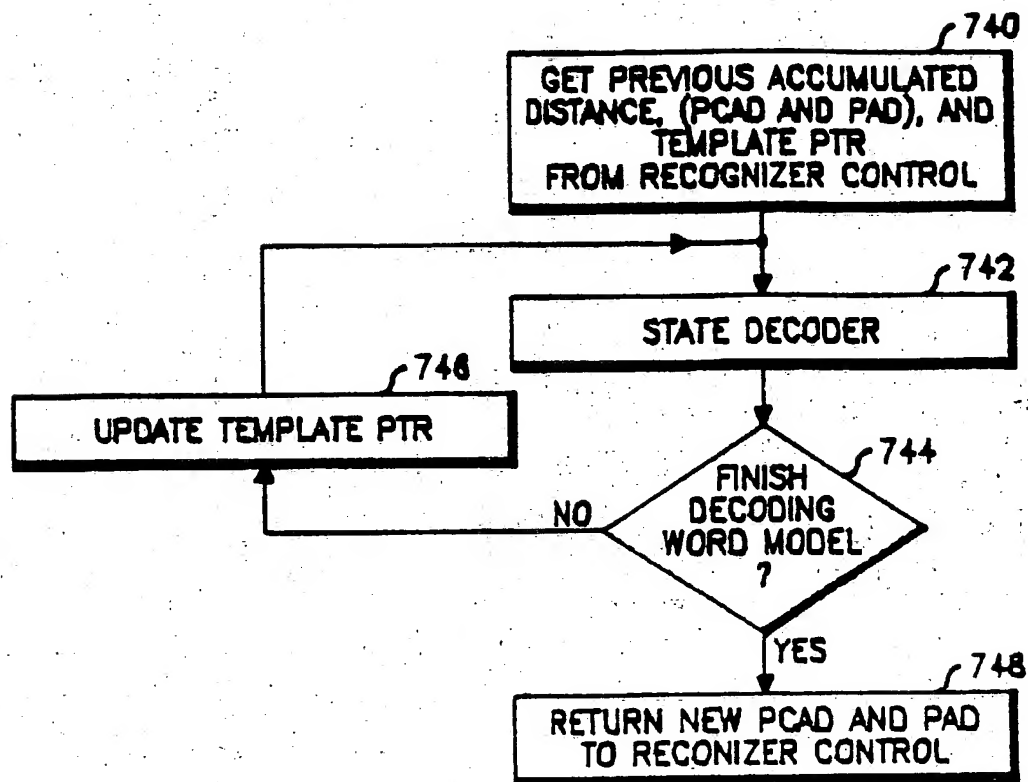 740
GET PREVIOUS ACCUMULATED
DISTANCE, (PCAD AND PAD), AND
TEMPLATE PTR
FROM RECOGNIZER CONTROL
742
STATE DECODER
746
UPDATE TEMPLATE PTR
744
FINISH
DECODING
WORD MODEL
?
NO
YES
748
RETURN NEW PCAD AND PAD
TO RECONIZER CONTROL